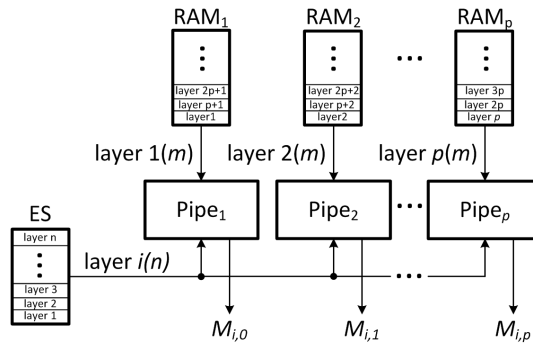 RAM1 RAM2 RAMp
layer 2p+1 layer 2p+2 layer 3p
layer p+1 layer p+2 layer 2p
layer1 layer2 layer p
layer 1(m) layer 2(m) layer p(m)
Pipe1 Pipe2 Pipep
ES
layer n
layer i(n)
layer 3
layer 2
layer 1
Mi,0 Mi,1 Mi,p